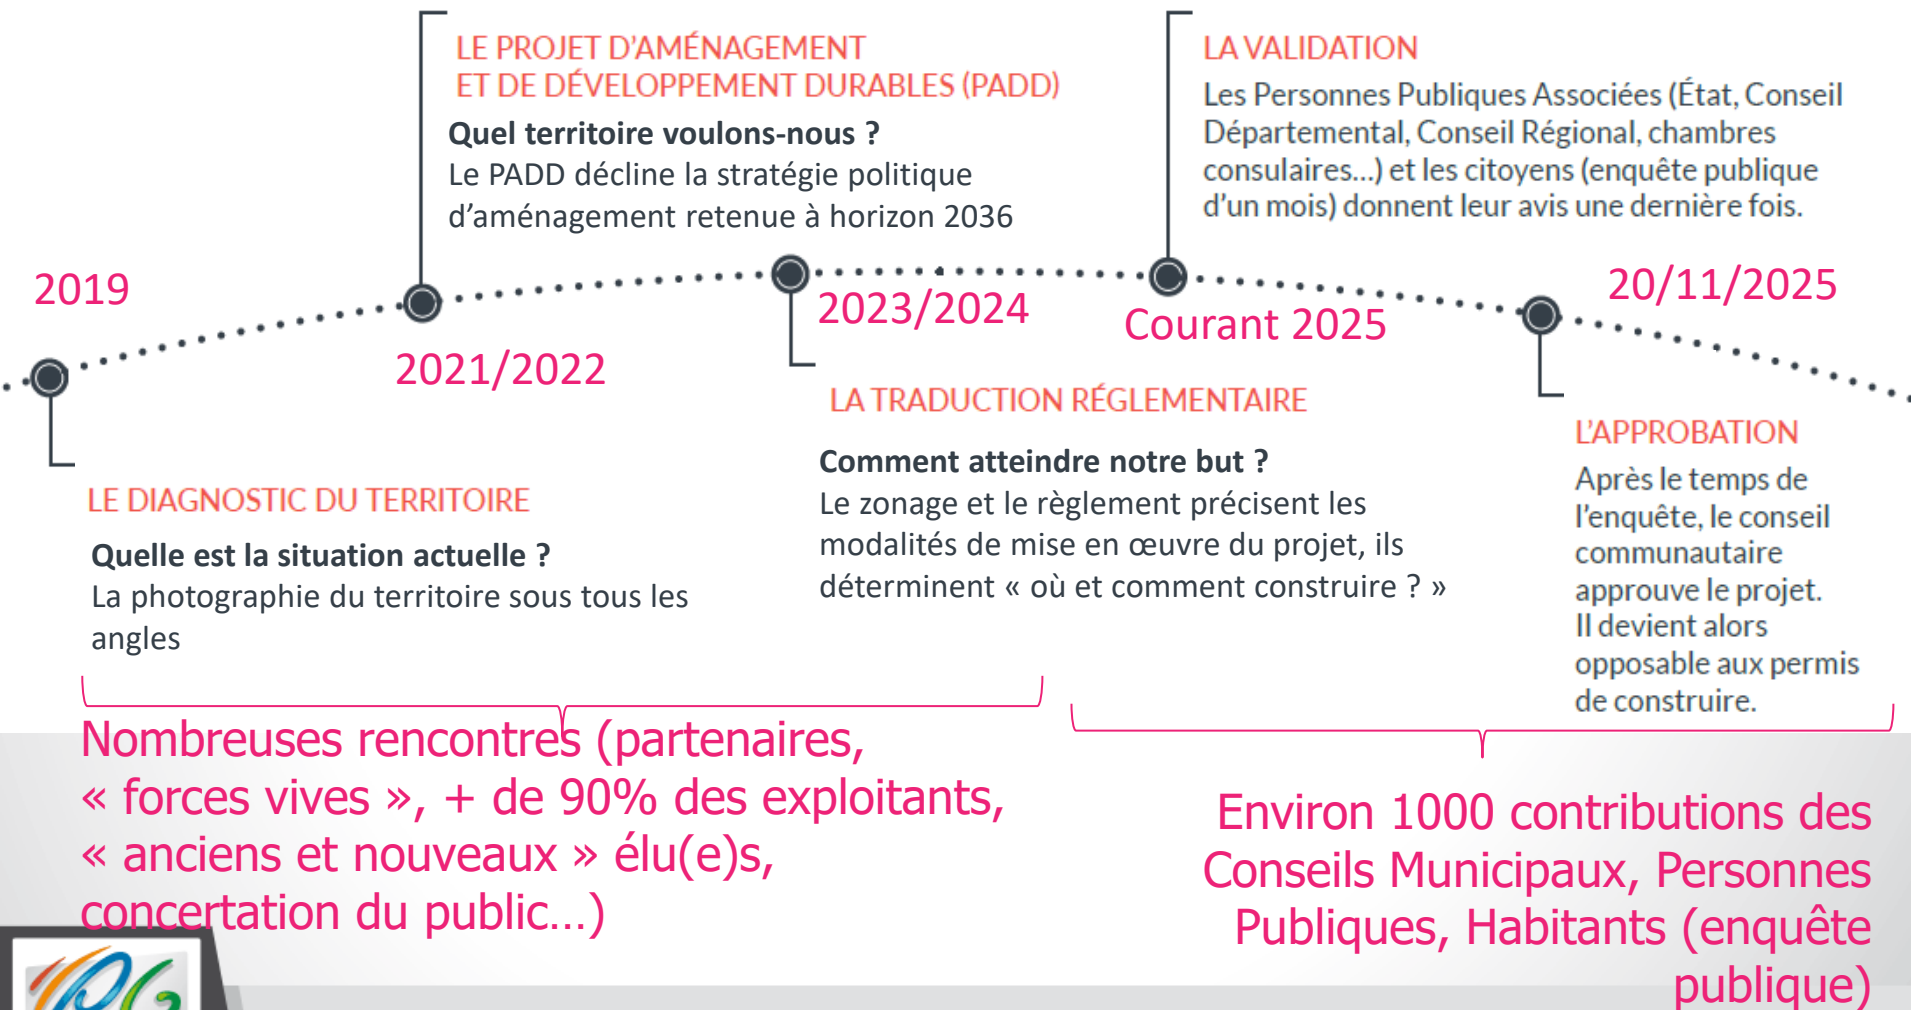 LE PROJET D'AMÉNAGEMENT
ET DE DÉVELOPPEMENT DURABLES (PADD)
Quel territoire voulons-nous ?
Le PADD décline la stratégie politique
d'aménagement retenue à horizon 2036
LA VALIDATION
Les Personnes Publiques Associées (État, Conseil
Départemental, Conseil Régional, chambres
consulaires...) et les citoyens (enquête publique
d'un mois) donnent leur avis une dernière fois.
2019
2021/2022
2023/2024
Courant 2025
20/11/2025
LE DIAGNOSTIC DU TERRITOIRE
Quelle est la situation actuelle ?
La photographie du territoire sous tous les
angles
LA TRADUCTION RÉGLEMENTAIRE
Comment atteindre notre but ?
Le zonage et le règlement précisent les
modalités de mise en œuvre du projet, ils
déterminent « où et comment construire ? »
L'APPROBATION
Après le temps de
l'enquête, le conseil
communautaire
approuve le projet.
Il devient alors
opposable aux permis
de construire.
Nombreuses rencontres (partenaires,
« forces vives », + de 90% des exploitants,
« anciens et nouveaux » élu(e)s,
concertation du public...)
Environ 1000 contributions des
Conseils Municipaux, Personnes
Publiques, Habitants (enquête
publique)